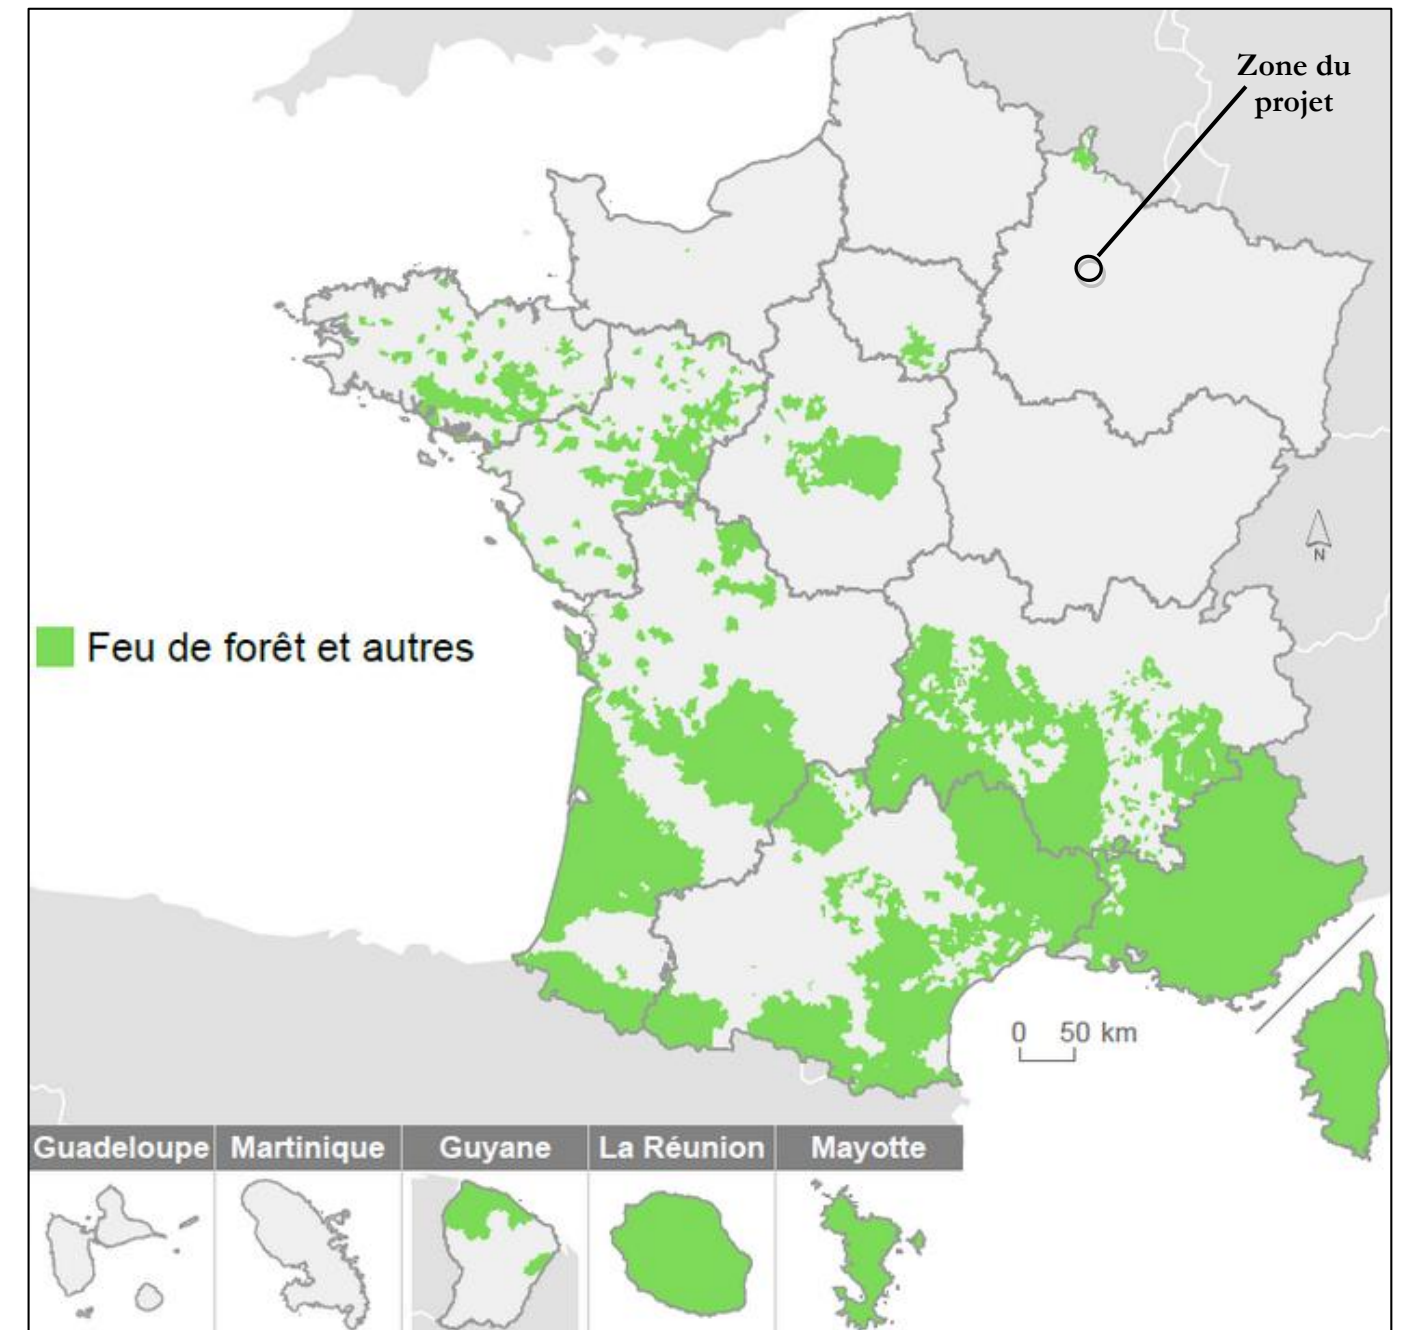 Zone du
projet
N
Feu de forêt et autres
0 50 km
Guadeloupe Martinique Guyane La Réunion Mayotte